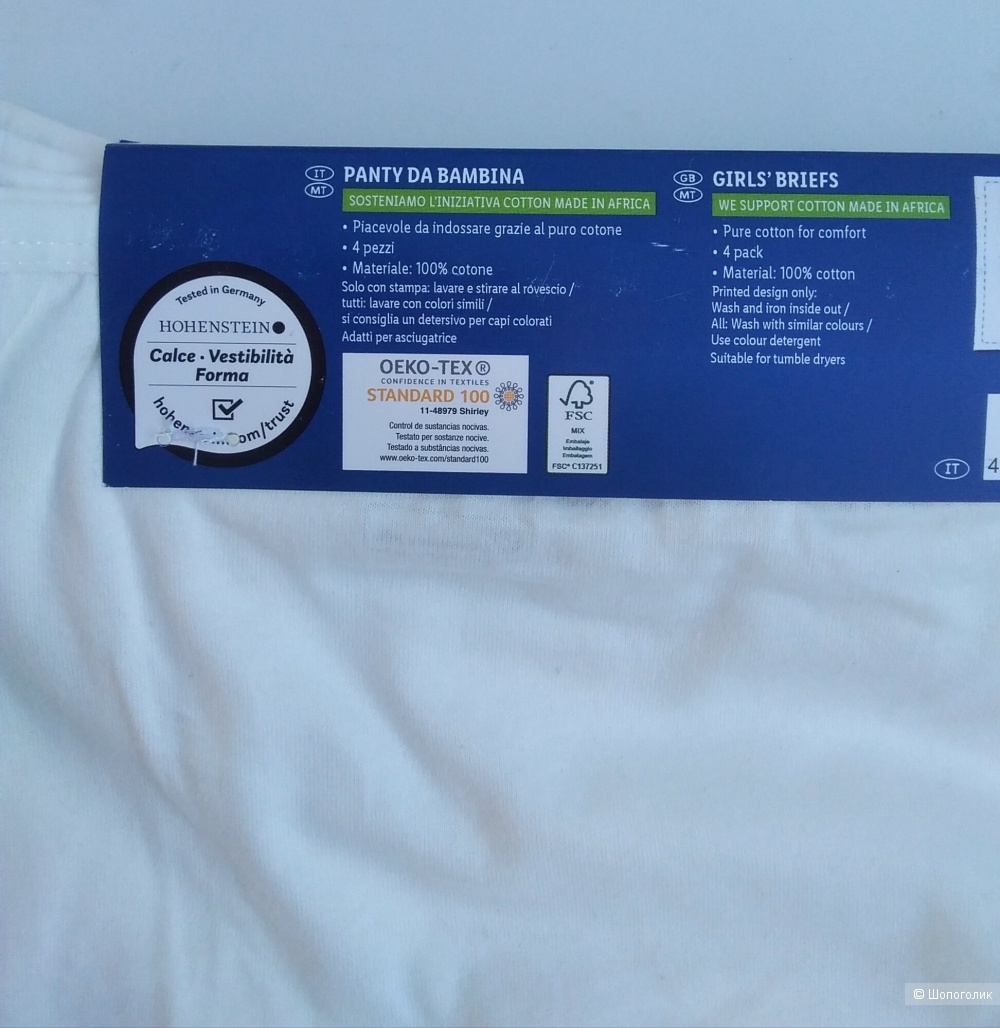 IT
MT
PANTY DA BAMBINA
SOSTENIAMO L'INIZIATIVA COTTON MADE IN AFRICA
• Piacevole da indossare grazie al puro cotone
• 4 pezzi
• Materiale: 100% cotone
Solo con stampa: lavare e stirare al rovescio /
tutti: lavare con colori simili /
si consiglia un detersivo per capi colorati
Adatti per asciugatrice
GB
MT
GIRLS' BRIEFS
WE SUPPORT COTTON MADE IN AFRICA
• Pure cotton for comfort
• 4 pack
• Material: 100% cotton
Printed design only:
Wash and iron inside out /
All: Wash with similar colours /
Use colour detergent
Suitable for tumble dryers
Tested in Germany
HOHENSTEIN
Calce · Vestibilità
Forma
OEKO-TEX®
CONFIDENCE IN TEXTILES
STANDARD 100
11-48979 Shirley
Control de sustancias nocivas.
Testato per sostanze nocive.
Testado a substâncias nocivas.
www.oeko-tex.com/standard100
FSC
MIX
Embalaje
Imballaggio
Embalagem
FSC® C137251
IT
4
© Шопоголик